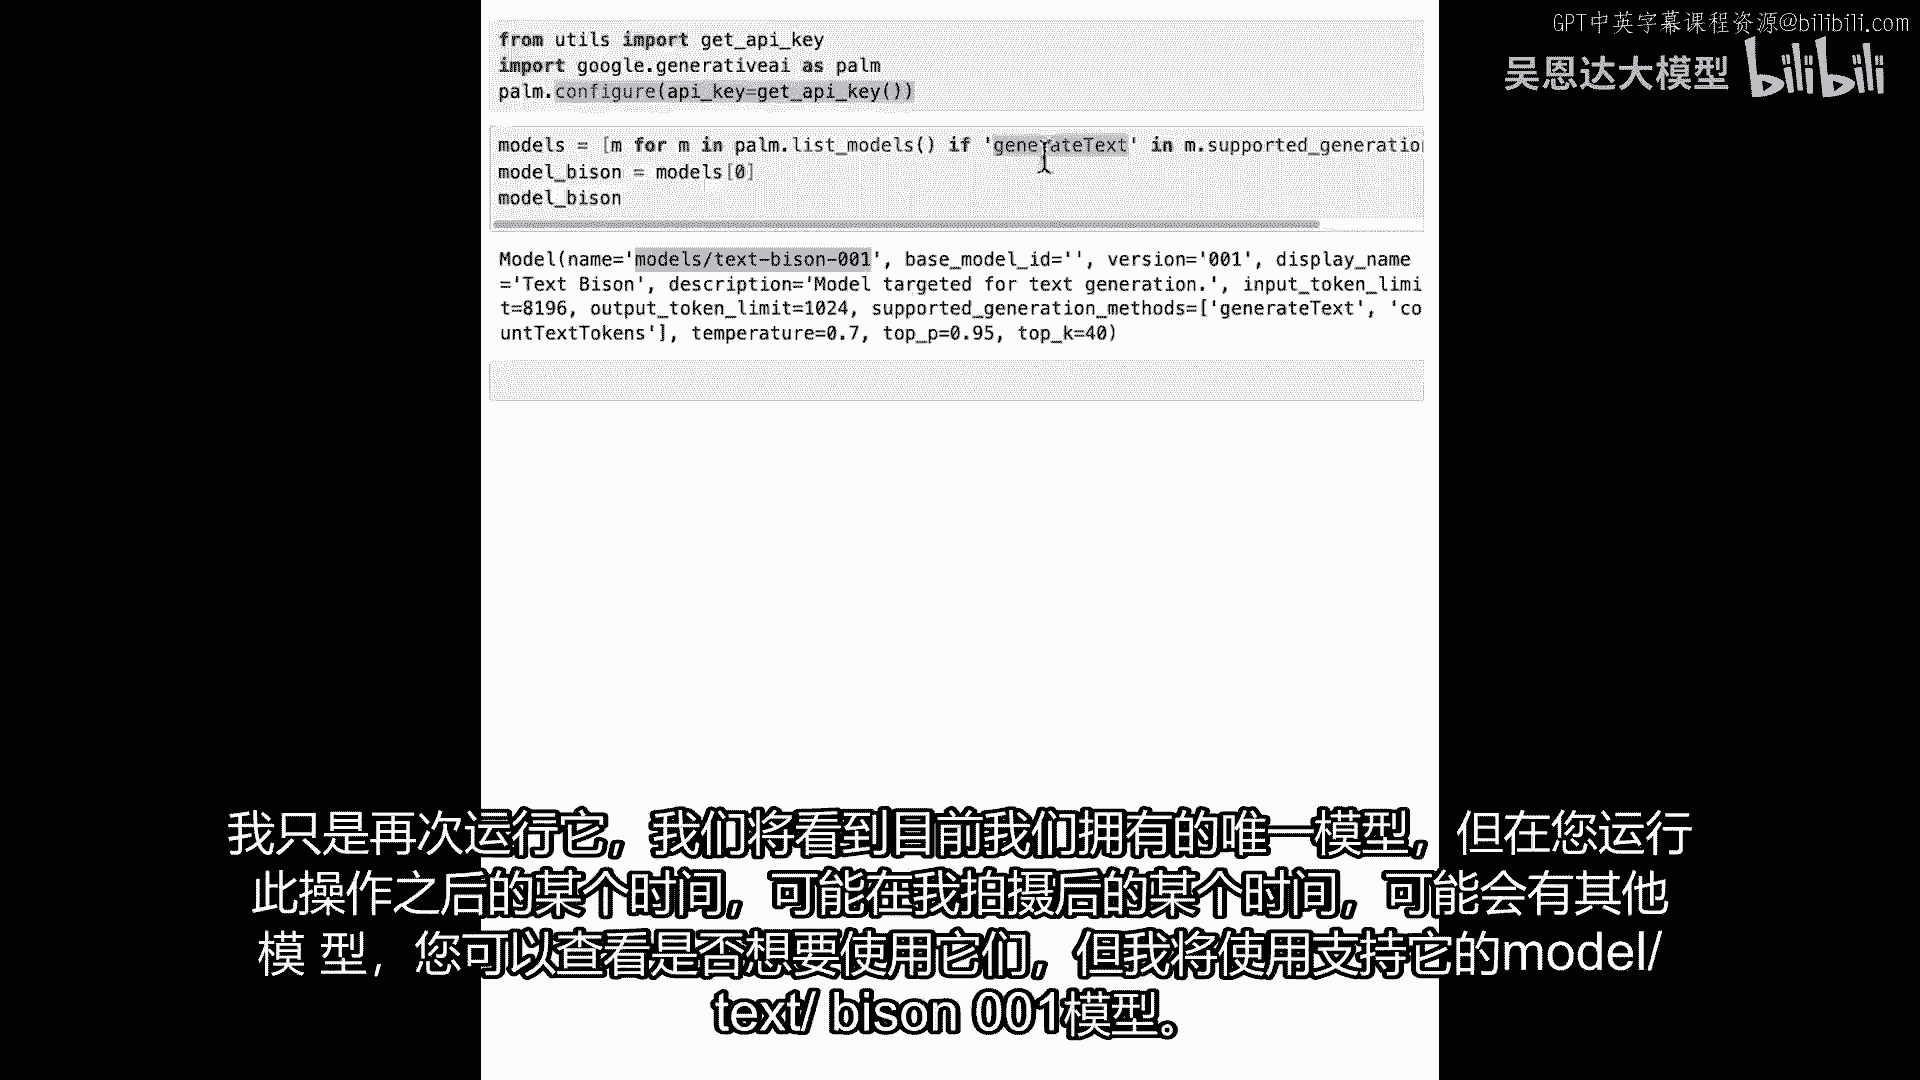 GPT中英字幕课程资源@bilibili.com
吴恩达大模型 bilibili
from utils import get_api_key
import google.generativeai as palm
palm.configure(api_key=get_api_key())
models = [m for m in palm.list_models() if 'generateText' in m.supported_generatio
model_bison = models[0]
model_bison
Model(name='models/text-bison-001', base_model_id='', version='001', display_name
='Text Bison', description='Model targeted for text generation.', input_token_limi
t=8196, output_token_limit=1024, supported_generation_methods=['generateText', 'co
untTextTokens'], temperature=0.7, top_p=0.95, top_k=40)
我只是再次运行它，我们将看到目前我们拥有的唯一模型，但在您运行
此操作之后的某个时间，可能在我拍摄后的某个时间，可能会有其他
模 型，您可以查看是否想要使用它们，但我将使用支持它的model/
text/ bison 001模型。